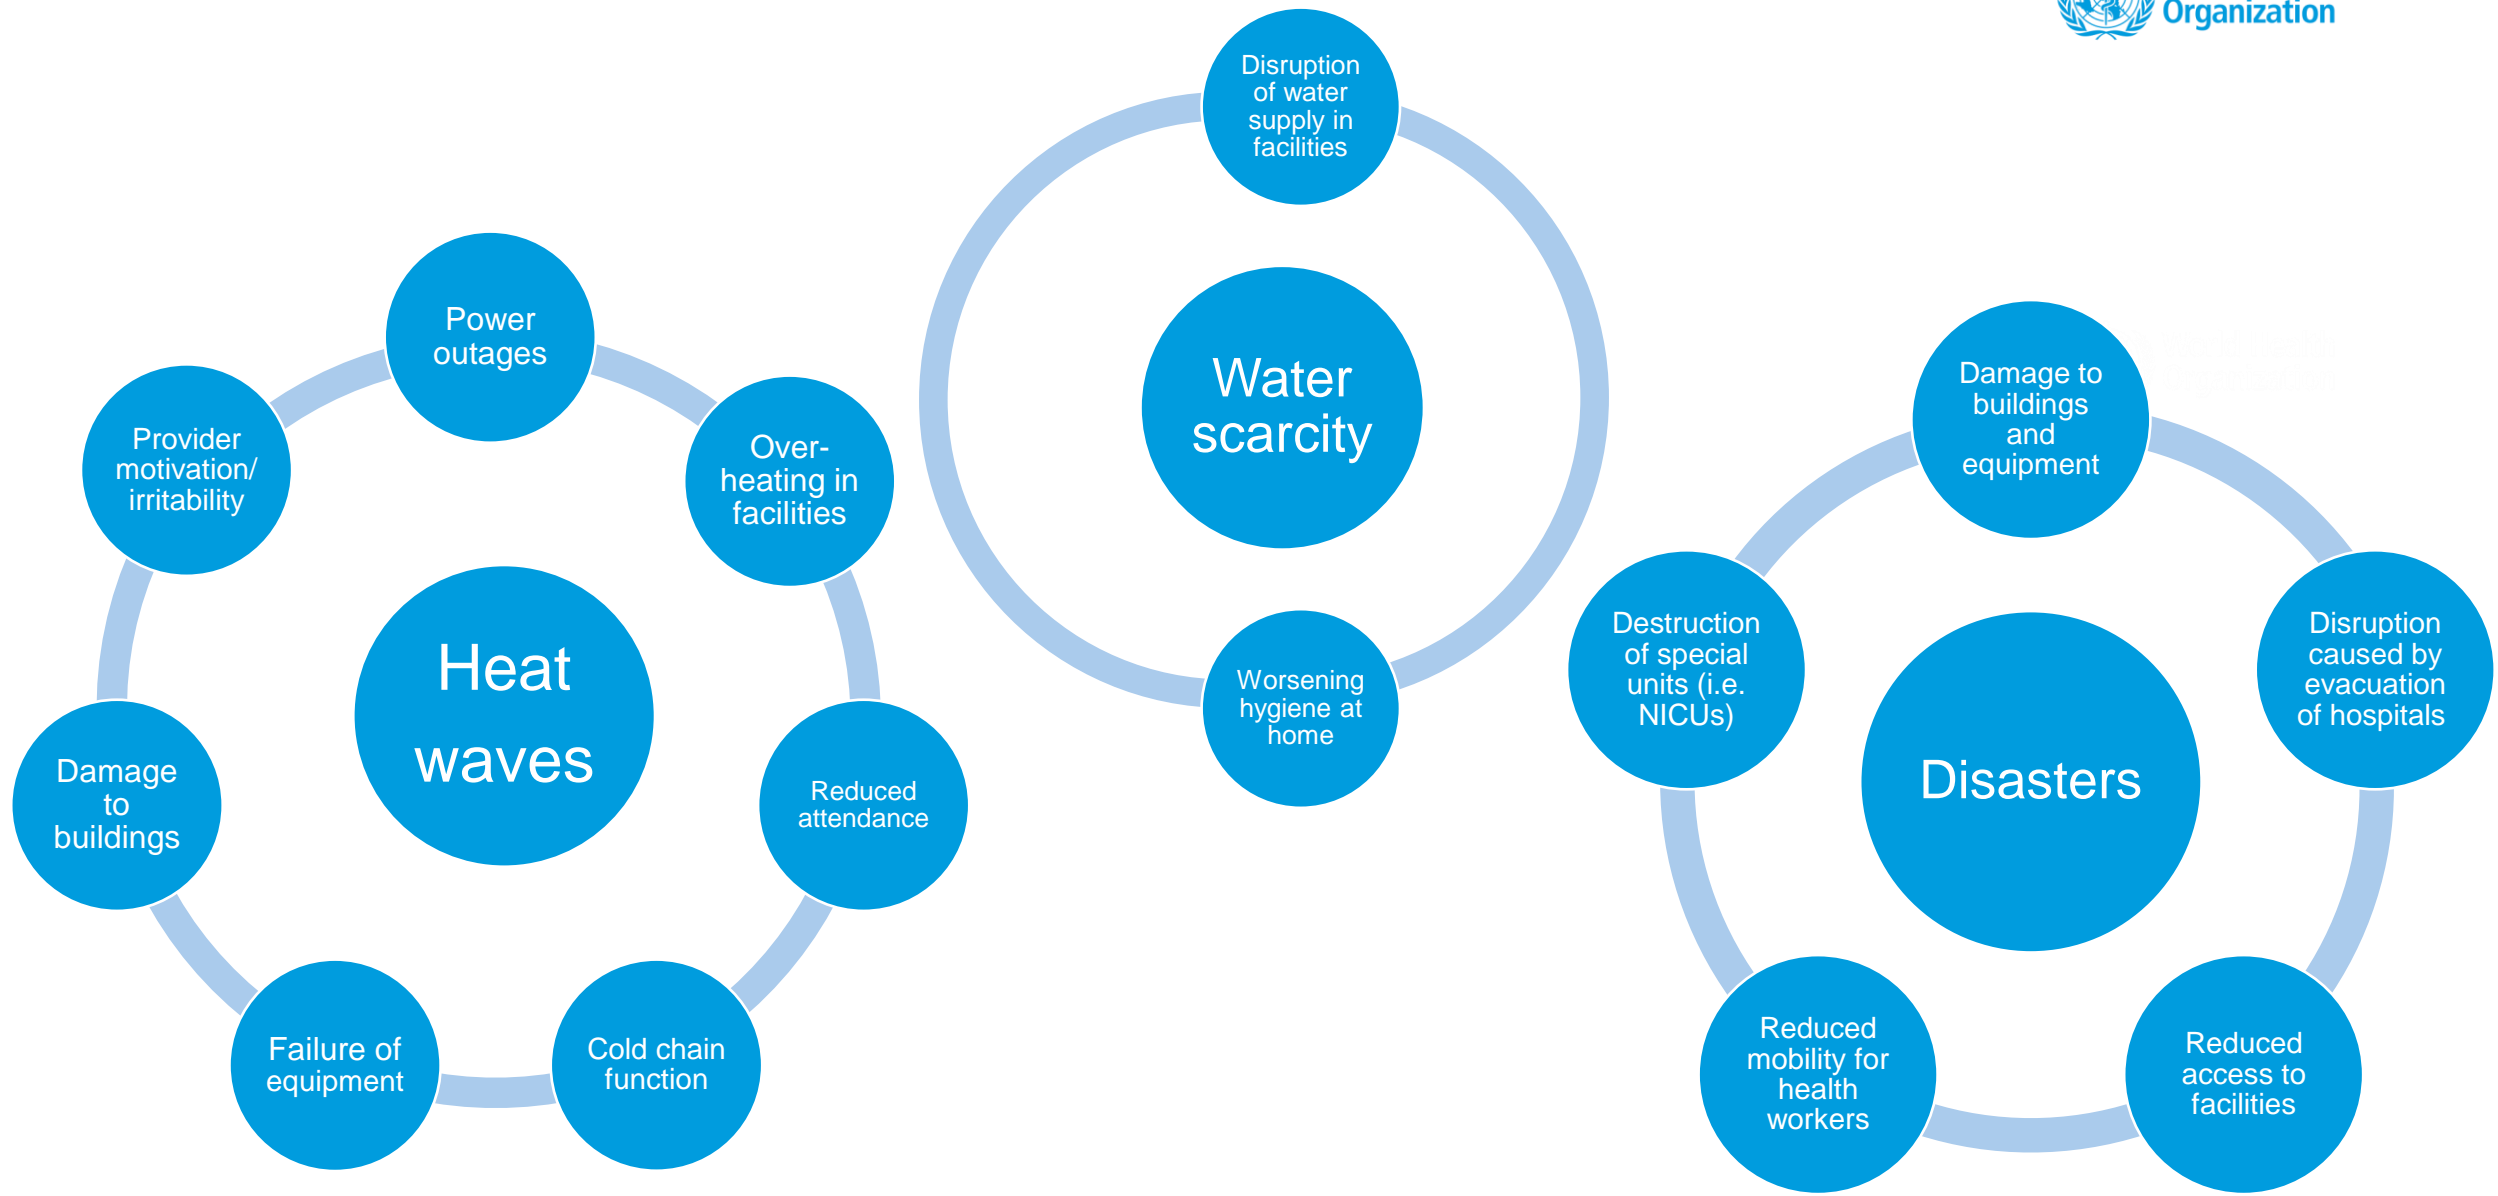 Organization
Disruption
of water
supply in
facilities
Water
scarcity
Worsening
hygiene at
home
Power
outages
Over-
heating in
facilities
Reduced
attendance
Cold chain
function
Failure of
equipment
Damage
to
buildings
Provider
motivation/
irritability
Heat
waves
Damage to
buildings
and
equipment
Disruption
caused by
evacuation
of hospitals
Reduced
access to
facilities
Reduced
mobility for
health
workers
Destruction
of special
units (i.e.
NICUs)
Disasters